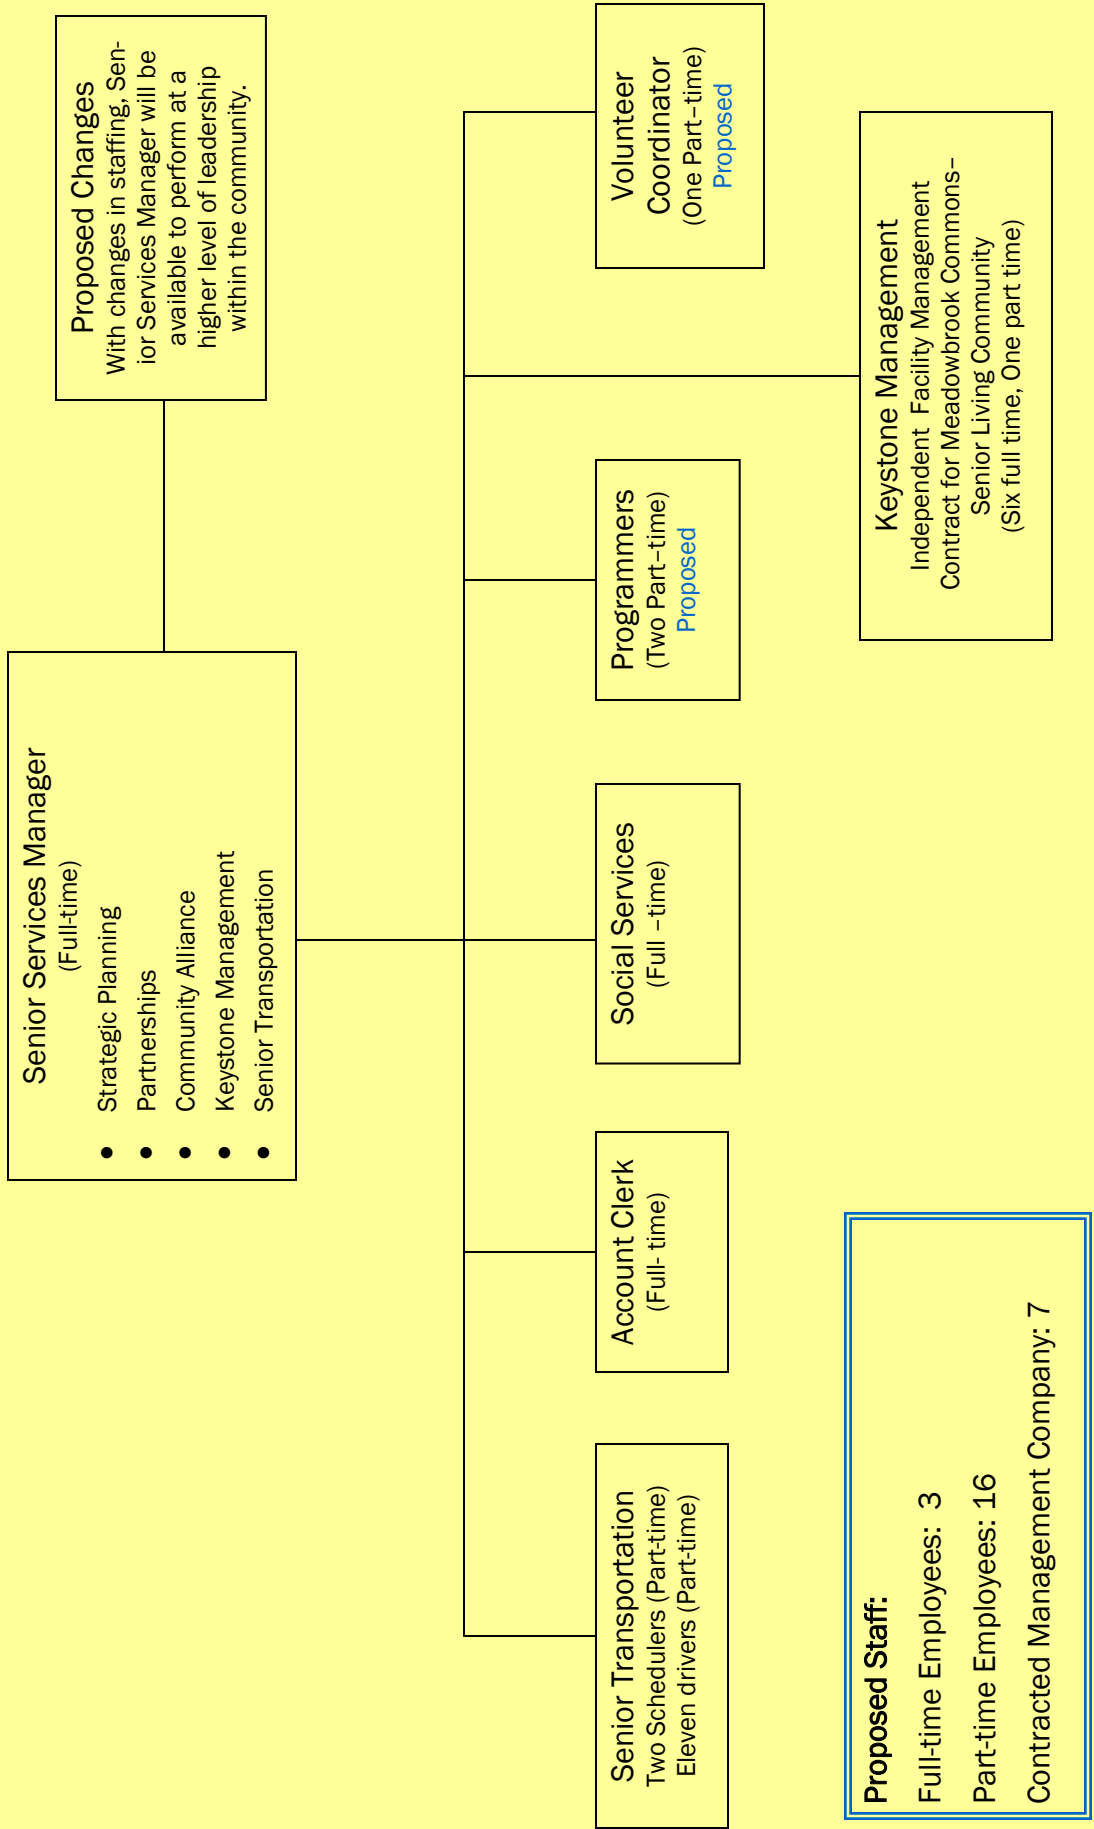 Senior Services Manager
(Full-time)
● Strategic Planning
● Partnerships
● Community Alliance
● Keystone Management
● Senior Transportation
Proposed Changes
With changes in staffing, Sen-
ior Services Manager will be
available to perform at a
higher level of leadership
within the community.
Senior Transportation
Two Schedulers (Part-time)
Eleven drivers (Part-time)
Account Clerk
(Full- time)
Social Services
(Full –time)
Programmers
(Two Part–time)
Proposed
Volunteer
Coordinator
(One Part–time)
Proposed
Keystone Management
Independent Facility Management
Contract for Meadowbrook Commons–
Senior Living Community
(Six full time, One part time)
Proposed Staff:
Full-time Employees: 3
Part-time Employees: 16
Contracted Management Company: 7